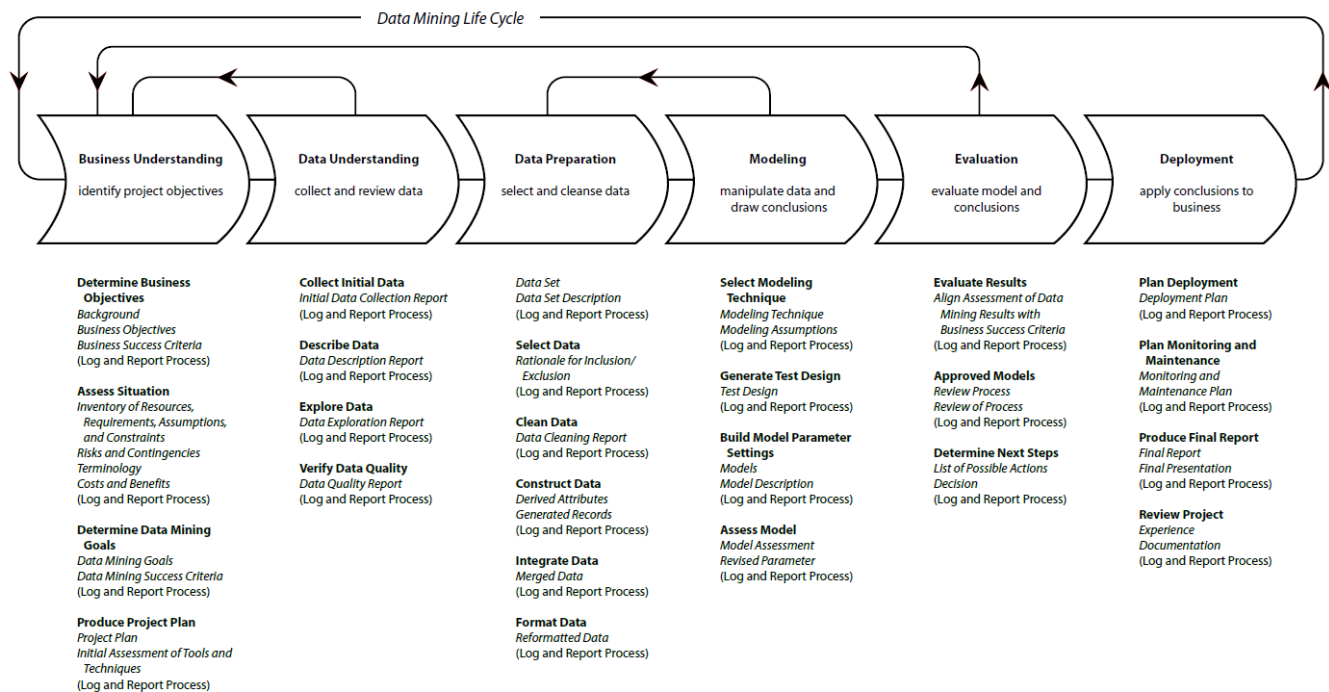 Data Mining Life Cycle
Business Understanding
identify project objectives
Data Understanding
collect and review data
Data Preparation
select and cleanse data
Modeling
manipulate data and
draw conclusions
Evaluation
evaluate model and
conclusions
Deployment
apply conclusions to
business
Determine Business
Objectives
Background
Business Objectives
Business Success Criteria
(Log and Report Process)
Assess Situation
Inventory of Resources,
Requirements, Assumptions,
and Constraints
Risks and Contingencies
Terminology
Costs and Benefits
(Log and Report Process)
Determine Data Mining
Goals
Data Mining Goals
Data Mining Success Criteria
(Log and Report Process)
Produce Project Plan
Project Plan
Initial Assessment of Tools and
Techniques
(Log and Report Process)
Collect Initial Data
Initial Data Collection Report
(Log and Report Process)
Describe Data
Data Description Report
(Log and Report Process)
Explore Data
Data Exploration Report
(Log and Report Process)
Verify Data Quality
Data Quality Report
(Log and Report Process)
Data Set
Data Set Description
(Log and Report Process)
Select Data
Rationale for Inclusion/
Exclusion
(Log and Report Process)
Clean Data
Data Cleaning Report
(Log and Report Process)
Construct Data
Derived Attributes
Generated Records
(Log and Report Process)
Integrate Data
Merged Data
(Log and Report Process)
Format Data
Reformatted Data
(Log and Report Process)
Select Modeling
Technique
Modeling Technique
Modeling Assumptions
(Log and Report Process)
Generate Test Design
Test Design
(Log and Report Process)
Build Model Parameter
Settings
Models
Model Description
(Log and Report Process)
Assess Model
Model Assessment
Revised Parameter
(Log and Report Process)
Evaluate Results
Align Assessment of Data
Mining Results with
Business Success Criteria
(Log and Report Process)
Approved Models
Review Process
Review of Process
(Log and Report Process)
Determine Next Steps
List of Possible Actions
Decision
(Log and Report Process)
Plan Deployment
Deployment Plan
(Log and Report Process)
Plan Monitoring and
Maintenance
Monitoring and
Maintenance Plan
(Log and Report Process)
Produce Final Report
Final Report
Final Presentation
(Log and Report Process)
Review Project
Experience
Documentation
(Log and Report Process)